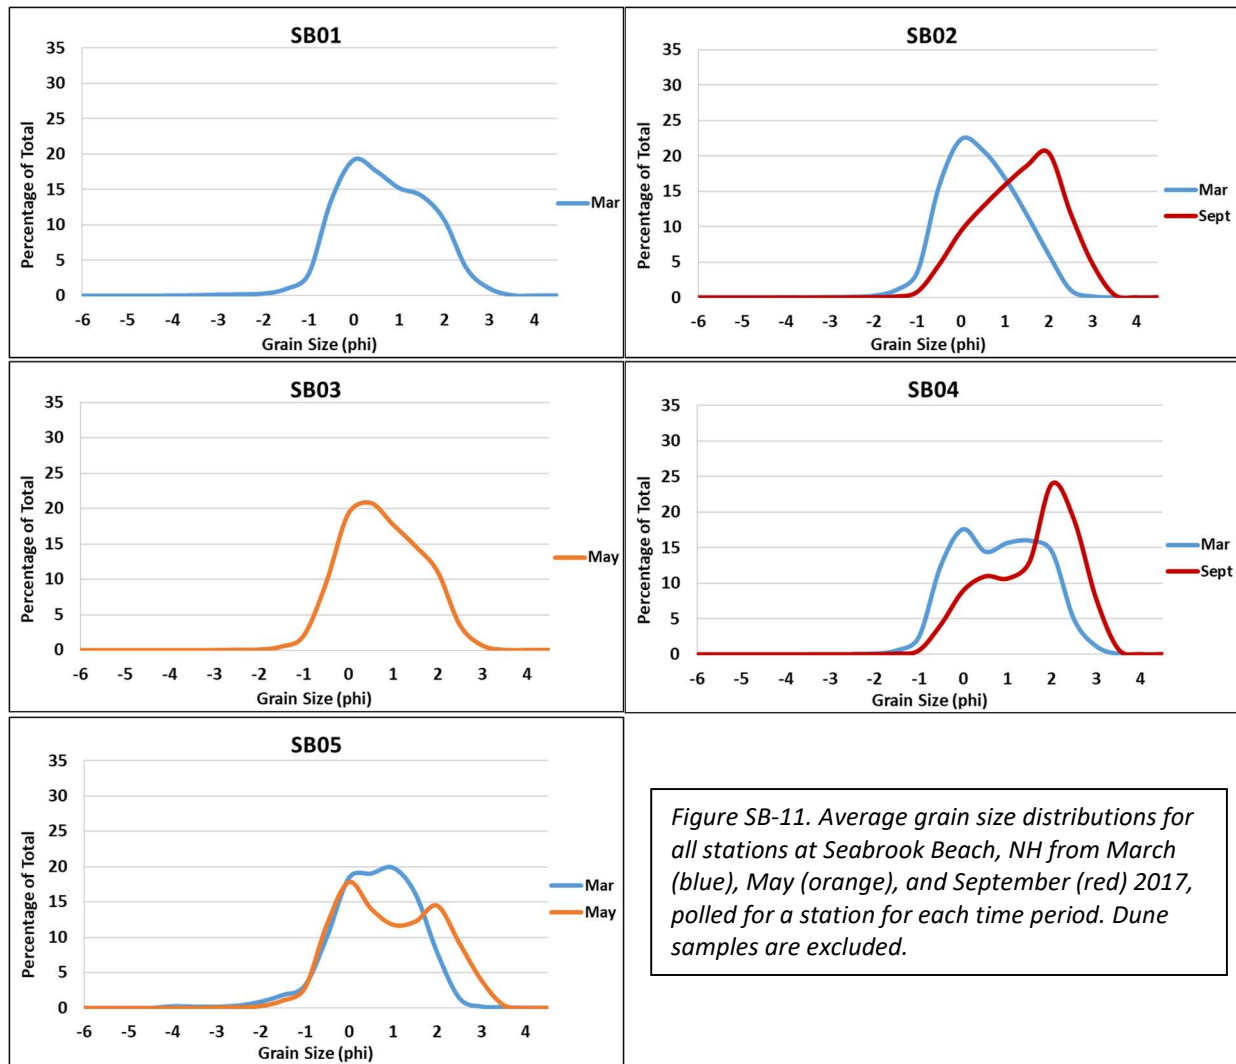 SB01
35
30
25
20
15
10
5
0
Percentage of Total
-6 -5 -4 -3 -2 -1 0 1 2 3 4
Grain Size (phi)
Mar
SB02
35
30
25
20
15
10
5
0
Percentage of Total
-6 -5 -4 -3 -2 -1 0 1 2 3 4
Grain Size (phi)
Mar
Sept
SB03
35
30
25
20
15
10
5
0
Percentage of Total
-6 -5 -4 -3 -2 -1 0 1 2 3 4
Grain Size (phi)
May
SB04
35
30
25
20
15
10
5
0
Percentage of Total
-6 -5 -4 -3 -2 -1 0 1 2 3 4
Grain Size (phi)
Mar
Sept
SB05
35
30
25
20
15
10
5
0
Percentage of Total
-6 -5 -4 -3 -2 -1 0 1 2 3 4
Grain Size (phi)
Mar
May
Figure SB-11. Average grain size distributions for
all stations at Seabrook Beach, NH from March
(blue), May (orange), and September (red) 2017,
polled for a station for each time period. Dune
samples are excluded.